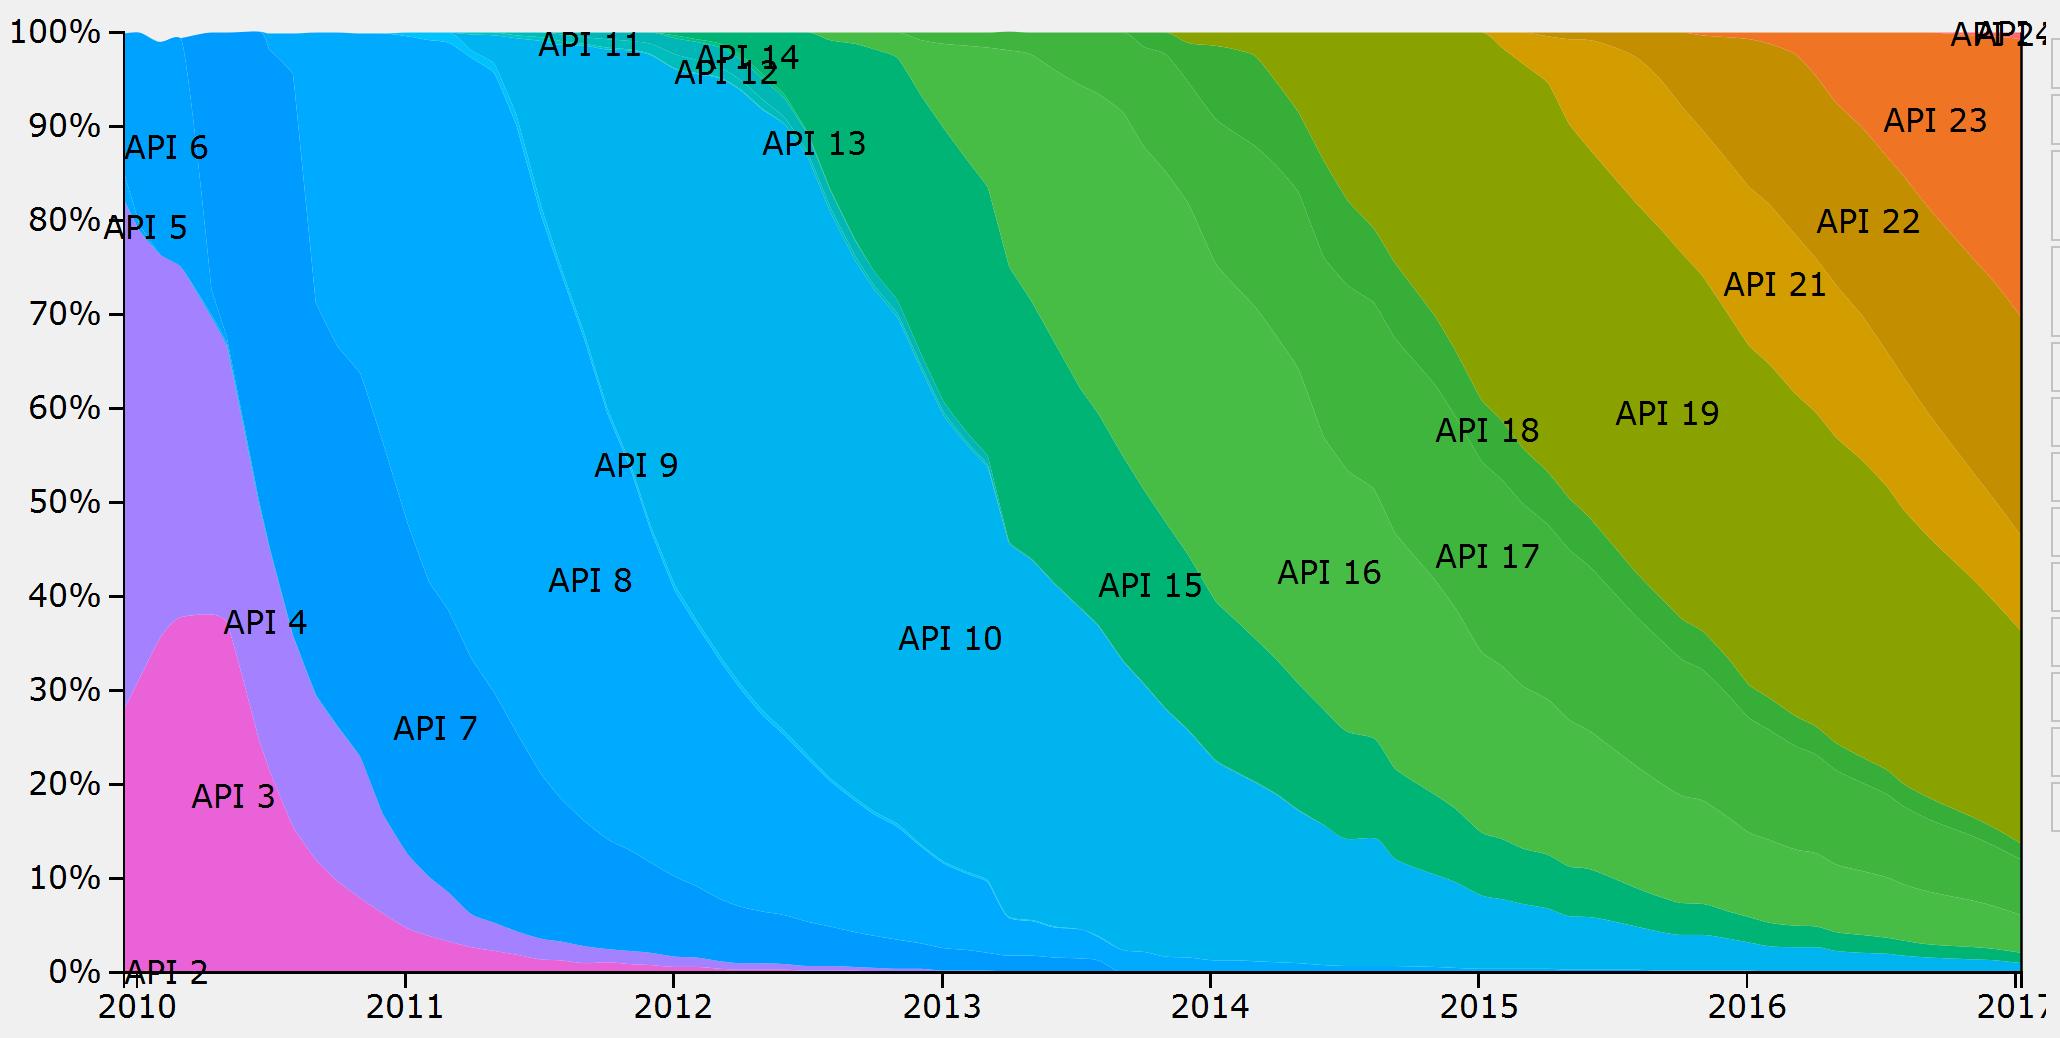 100%
API 24
API 11
API 14
API 12
API 23
90%
API 13
API 6
API 22
80%
API 5
API 21
70%
60%
API 19
API 18
API 9
50%
API 17
API 16
API 8
API 15
40%
API 4
API 10
30%
API 7
20%
API 3
10%
0%
API 2
2010 2011 2012 2013 2014 2015 2016 2017